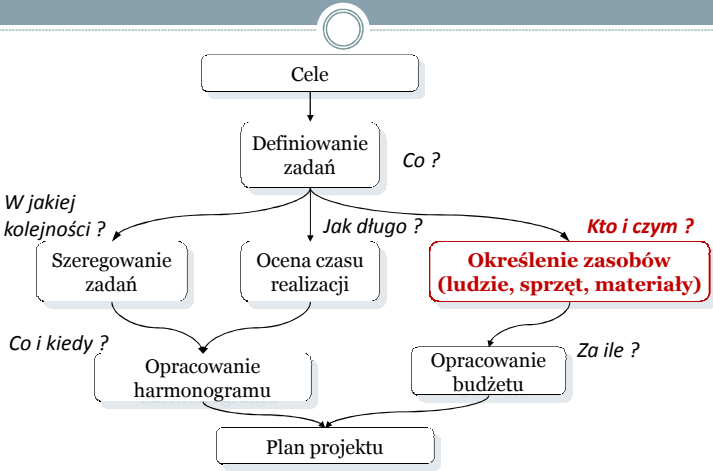 Cele
Definiowanie
zadań
Co ?
W jakiej
kolejności ?
Jak długo ?
Kto i czym ?
Szeregowanie
zadań
Ocena czasu
realizacji
Określenie zasobów
(ludzie, sprzęt, materiały)
Co i kiedy ?
Opracowanie
harmonogramu
Opracowanie
budżetu
Za ile ?
Plan projektu